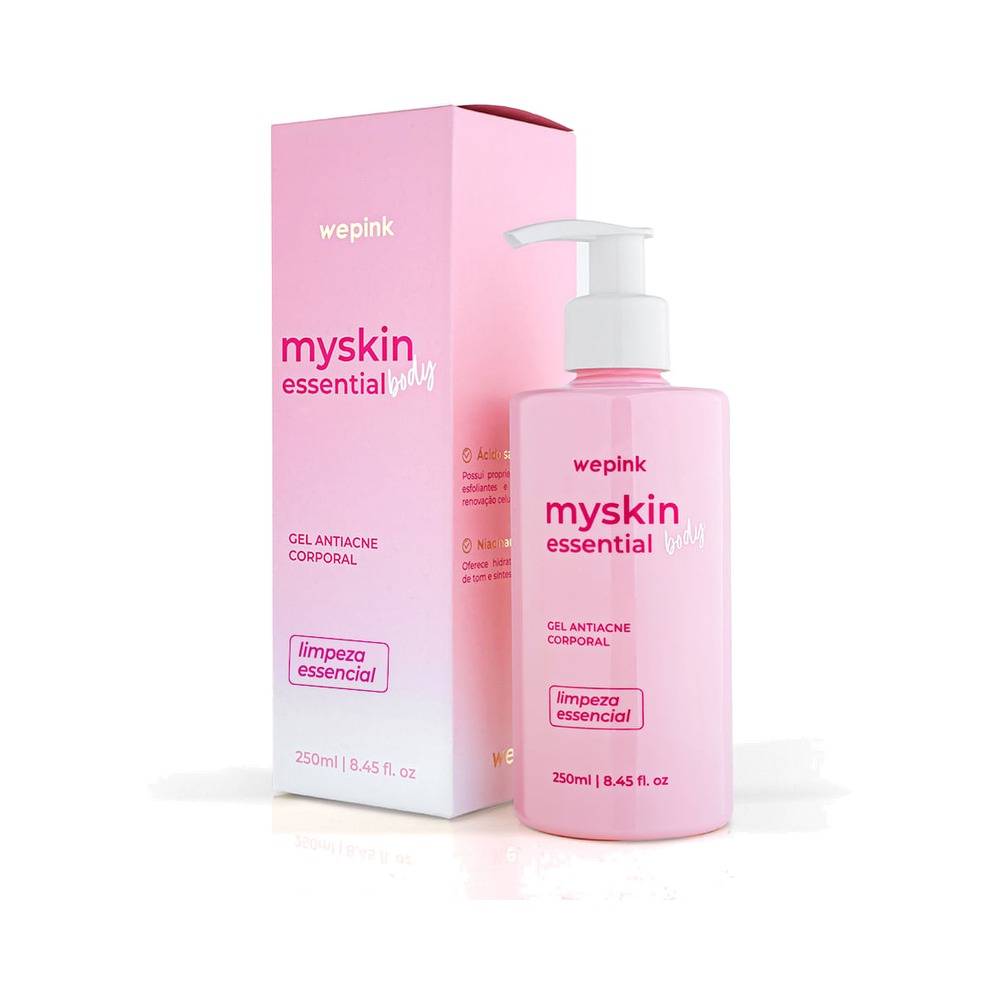 wepink
myskin
essential body
GEL ANTIACNE
CORPORAL
limpeza
essencial
250ml | 8.45 fl. oz
Ácido
Possui
esfoliantes e
renovação
Oferece
de tom e
wepink
myskin
essential body
GEL ANTIACNE
CORPORAL
limpeza
essencial
250ml | 8.45 fl. oz